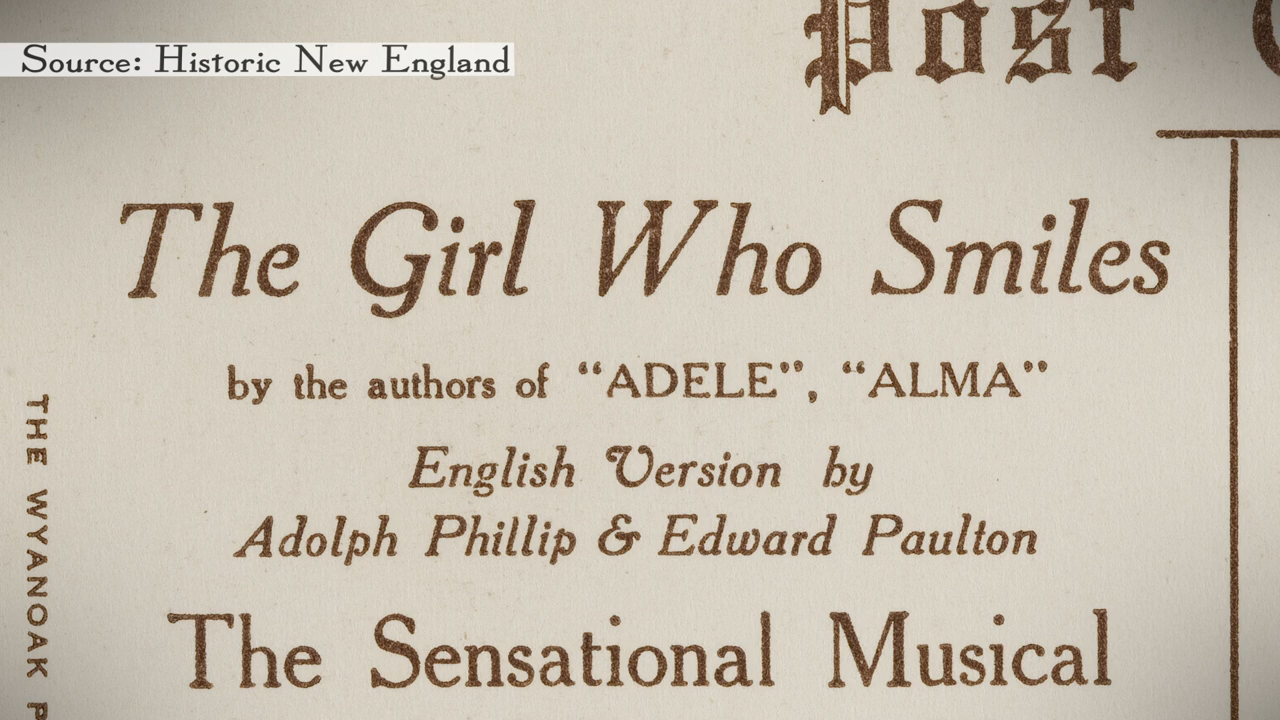 Source: Historic New England
Post
The Girl Who Smiles
by the authors of “ADELE”, “ALMA”
English Version by
Adolph Phillip & Edward Paulton
The Sensational Musical
THE WYANOAK